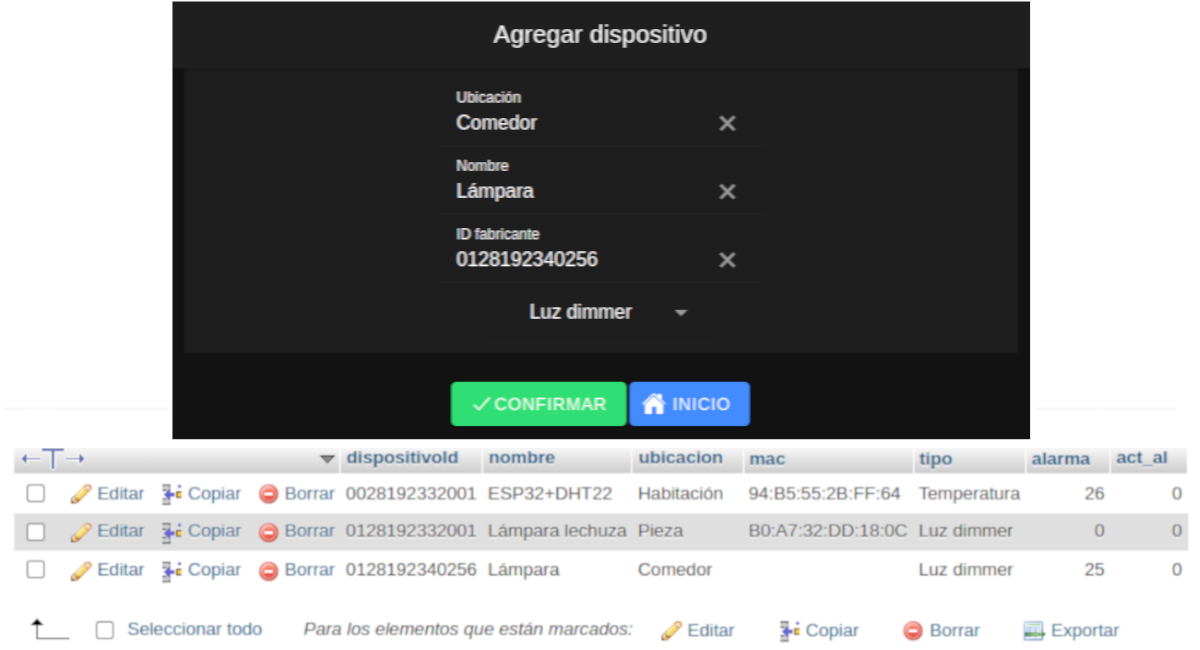 Agregar dispositivo
Ubicación
Comedor
Nombre
Lámpara
ID fabricante
0128192340256
Luz dimmer
CONFIRMAR INICIO
dispositivoId nombre ubicacion mac tipo alarma act_al
Editar Copiar Borrar 0028192332001 ESP32+DHT22 Habitación 94:B5:55:2B:FF:64 Temperatura 26 0
Editar Copiar Borrar 0128192332001 Lámpara lechuza Pieza B0:A7:32:DD:18:0C Luz dimmer 0 0
Editar Copiar Borrar 0128192340256 Lámpara Comedor Luz dimmer 25 0
Seleccionar todo Para los elementos que están marcados: Editar Copiar Borrar Exportar